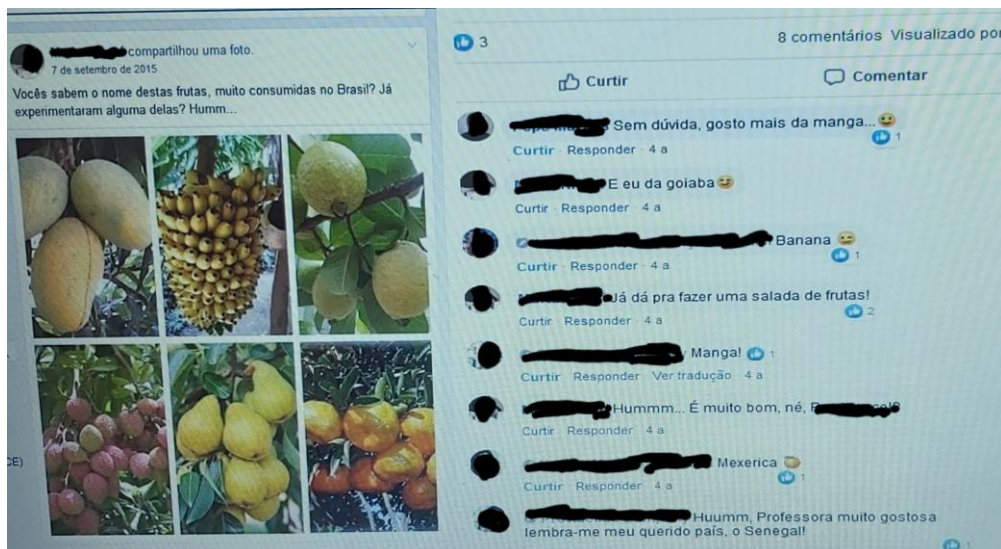 compartilhou uma foto.
7 de setembro de 2015
Vocês sabem o nome destas frutas, muito consumidas no Brasil? Já
experimentaram alguma delas? Humm...
CE)
3
8 comentários Visualizado por
Curtir
Comentar
Sem dúvida, gosto mais da manga...
1
Curtir · Responder · 4 a
E eu da goiaba
Curtir · Responder · 4 a
Banana
1
Curtir · Responder · 4 a
Já dá pra fazer uma salada de frutas!
2
Curtir · Responder · 4 a
Manga! 1
Curtir Responder Ver tradução · 4 a
Hummm... É muito bom, né,
Curtir · Responder · 4 a
Mexerica
1
Curtir · Responder · 4 a
Huumm, Professora muito gostosa
lembra-me meu querido país, o Senegal!
1